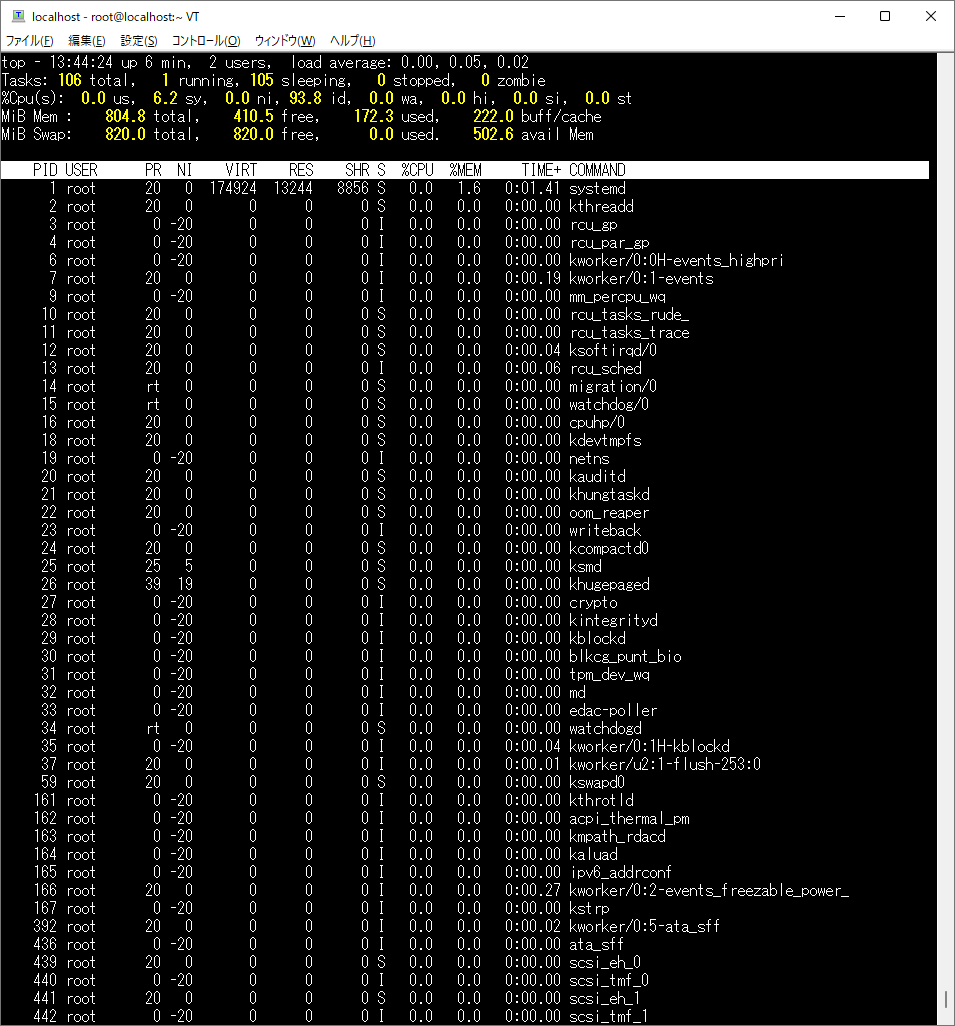 localhost - root@localhost:~ VT
ファイル(F) 編集(E) 設定(S) コントロール(O) ウィンドウ(W) ヘルプ(H)
top - 13:44:24 up 6 min,  2 users,  load average: 0.00, 0.05, 0.02
Tasks: 106 total,   1 running, 105 sleeping,   0 stopped,   0 zombie
%Cpu(s):  0.0 us,  6.2 sy,  0.0 ni, 93.8 id,  0.0 wa,  0.0 hi,  0.0 si,  0.0 st
MiB Mem :    804.8 total,    410.5 free,    172.3 used,    222.0 buff/cache
MiB Swap:    820.0 total,    820.0 free,      0.0 used.    502.6 avail Mem
PID USER      PR  NI    VIRT    RES    SHR S  %CPU  %MEM     TIME+ COMMAND
1 root      20   0  174924  13244   8856 S   0.0   1.6   0:01.41 systemd
2 root      20   0       0      0      0 S   0.0   0.0   0:00.00 kthreadd
3 root       0 -20       0      0      0 I   0.0   0.0   0:00.00 rcu_gp
4 root       0 -20       0      0      0 I   0.0   0.0   0:00.00 rcu_par_gp
6 root       0 -20       0      0      0 I   0.0   0.0   0:00.00 kworker/0:0H-events_highpri
7 root      20   0       0      0      0 I   0.0   0.0   0:00.19 kworker/0:1-events
9 root       0 -20       0      0      0 I   0.0   0.0   0:00.00 mm_percpu_wq
10 root      20   0       0      0      0 S   0.0   0.0   0:00.00 rcu_tasks_rude_
11 root      20   0       0      0      0 S   0.0   0.0   0:00.00 rcu_tasks_trace
12 root      20   0       0      0      0 S   0.0   0.0   0:00.04 ksoftirqd/0
13 root      20   0       0      0      0 I   0.0   0.0   0:00.06 rcu_sched
14 root      rt   0       0      0      0 S   0.0   0.0   0:00.00 migration/0
15 root      rt   0       0      0      0 S   0.0   0.0   0:00.00 watchdog/0
16 root      20   0       0      0      0 S   0.0   0.0   0:00.00 cpuhp/0
18 root      20   0       0      0      0 S   0.0   0.0   0:00.00 kdevtmpfs
19 root       0 -20       0      0      0 I   0.0   0.0   0:00.00 netns
20 root      20   0       0      0      0 S   0.0   0.0   0:00.00 kauditd
21 root      20   0       0      0      0 S   0.0   0.0   0:00.00 khungtaskd
22 root      20   0       0      0      0 S   0.0   0.0   0:00.00 oom_reaper
23 root       0 -20       0      0      0 I   0.0   0.0   0:00.00 writeback
24 root      20   0       0      0      0 S   0.0   0.0   0:00.00 kcompactd0
25 root      25   5       0      0      0 S   0.0   0.0   0:00.00 ksmd
26 root      39  19       0      0      0 S   0.0   0.0   0:00.00 khugepaged
27 root       0 -20       0      0      0 I   0.0   0.0   0:00.00 crypto
28 root       0 -20       0      0      0 I   0.0   0.0   0:00.00 kintegrityd
29 root       0 -20       0      0      0 I   0.0   0.0   0:00.00 kblockd
30 root       0 -20       0      0      0 I   0.0   0.0   0:00.00 blkcg_punt_bio
31 root       0 -20       0      0      0 I   0.0   0.0   0:00.00 tpm_dev_wq
32 root       0 -20       0      0      0 I   0.0   0.0   0:00.00 md
33 root       0 -20       0      0      0 I   0.0   0.0   0:00.00 edac-poller
34 root      rt   0       0      0      0 S   0.0   0.0   0:00.00 watchdogd
35 root       0 -20       0      0      0 I   0.0   0.0   0:00.04 kworker/0:1H-kblockd
37 root      20   0       0      0      0 I   0.0   0.0   0:00.01 kworker/u2:1-flush-253:0
59 root      20   0       0      0      0 S   0.0   0.0   0:00.00 kswapd0
161 root       0 -20       0      0      0 I   0.0   0.0   0:00.00 kthrotld
162 root       0 -20       0      0      0 I   0.0   0.0   0:00.00 acpi_thermal_pm
163 root       0 -20       0      0      0 I   0.0   0.0   0:00.00 kmpath_rdacd
164 root       0 -20       0      0      0 I   0.0   0.0   0:00.00 kaluad
165 root       0 -20       0      0      0 I   0.0   0.0   0:00.00 ipv6_addrconf
166 root      20   0       0      0      0 I   0.0   0.0   0:00.27 kworker/0:2-events_freezable_power_
167 root       0 -20       0      0      0 I   0.0   0.0   0:00.00 kstrp
392 root      20   0       0      0      0 I   0.0   0.0   0:00.02 kworker/0:5-ata_sff
436 root       0 -20       0      0      0 I   0.0   0.0   0:00.00 ata_sff
439 root      20   0       0      0      0 S   0.0   0.0   0:00.00 scsi_eh_0
440 root       0 -20       0      0      0 I   0.0   0.0   0:00.00 scsi_tmf_0
441 root      20   0       0      0      0 S   0.0   0.0   0:00.00 scsi_eh_1
442 root       0 -20       0      0      0 I   0.0   0.0   0:00.00 scsi_tmf_1